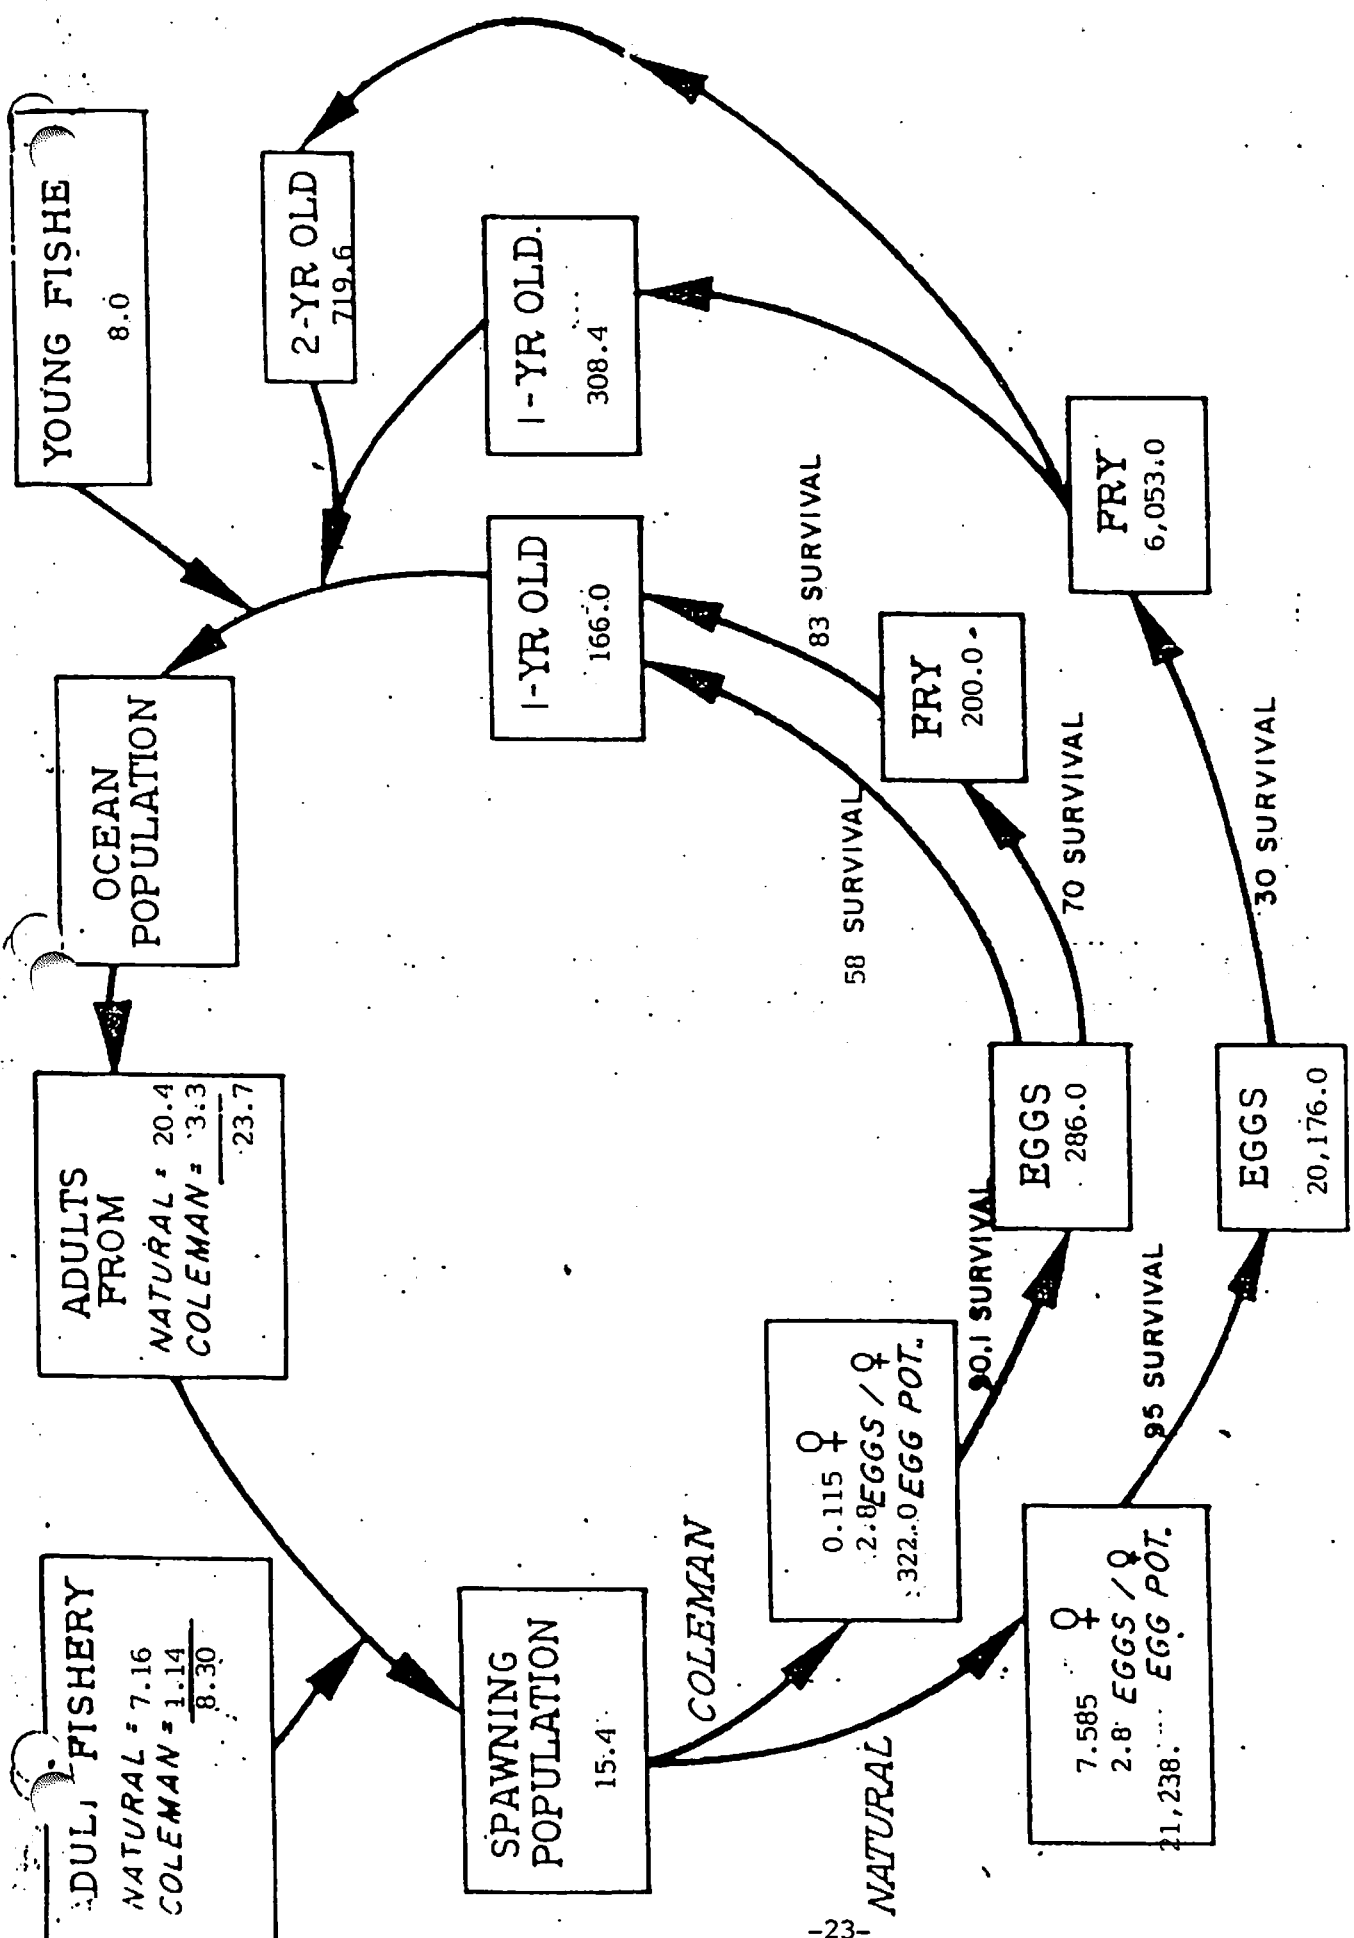 ADULT FISHERY
NATURAL = 7.16
COLEMAN = 1.14
8.30
ADULTS
FROM
NATURAL = 20.4
COLEMAN = 3.3
23.7
OCEAN
POPULATION
YOUNG FISHE
8.0
2-YR OLD
719.6
1-YR OLD.
308.4
1-YR OLD
166.0
SPAWNING
POPULATION
15.4
COLEMAN
NATURAL
0.115 ♀
2.8 EGGS / ♀
322.0 EGG POT.
90.1 SURVIVAL
EGGS
286.0
58 SURVIVAL
70 SURVIVAL
FRY
200.0
83 SURVIVAL
7.585 ♀
2.8 EGGS / ♀
21,238. EGG POT.
95 SURVIVAL
EGGS
20,176.0
30 SURVIVAL
FRY
6,053.0
-23-